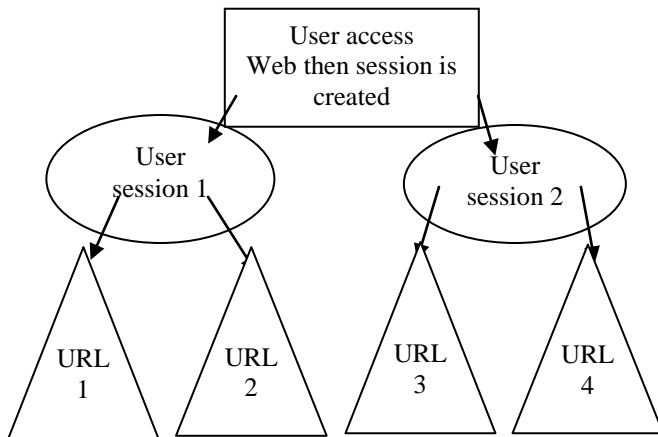 User access
Web then session is
created
User
session 1
User
session 2
URL
1
URL
2
URL
3
URL
4